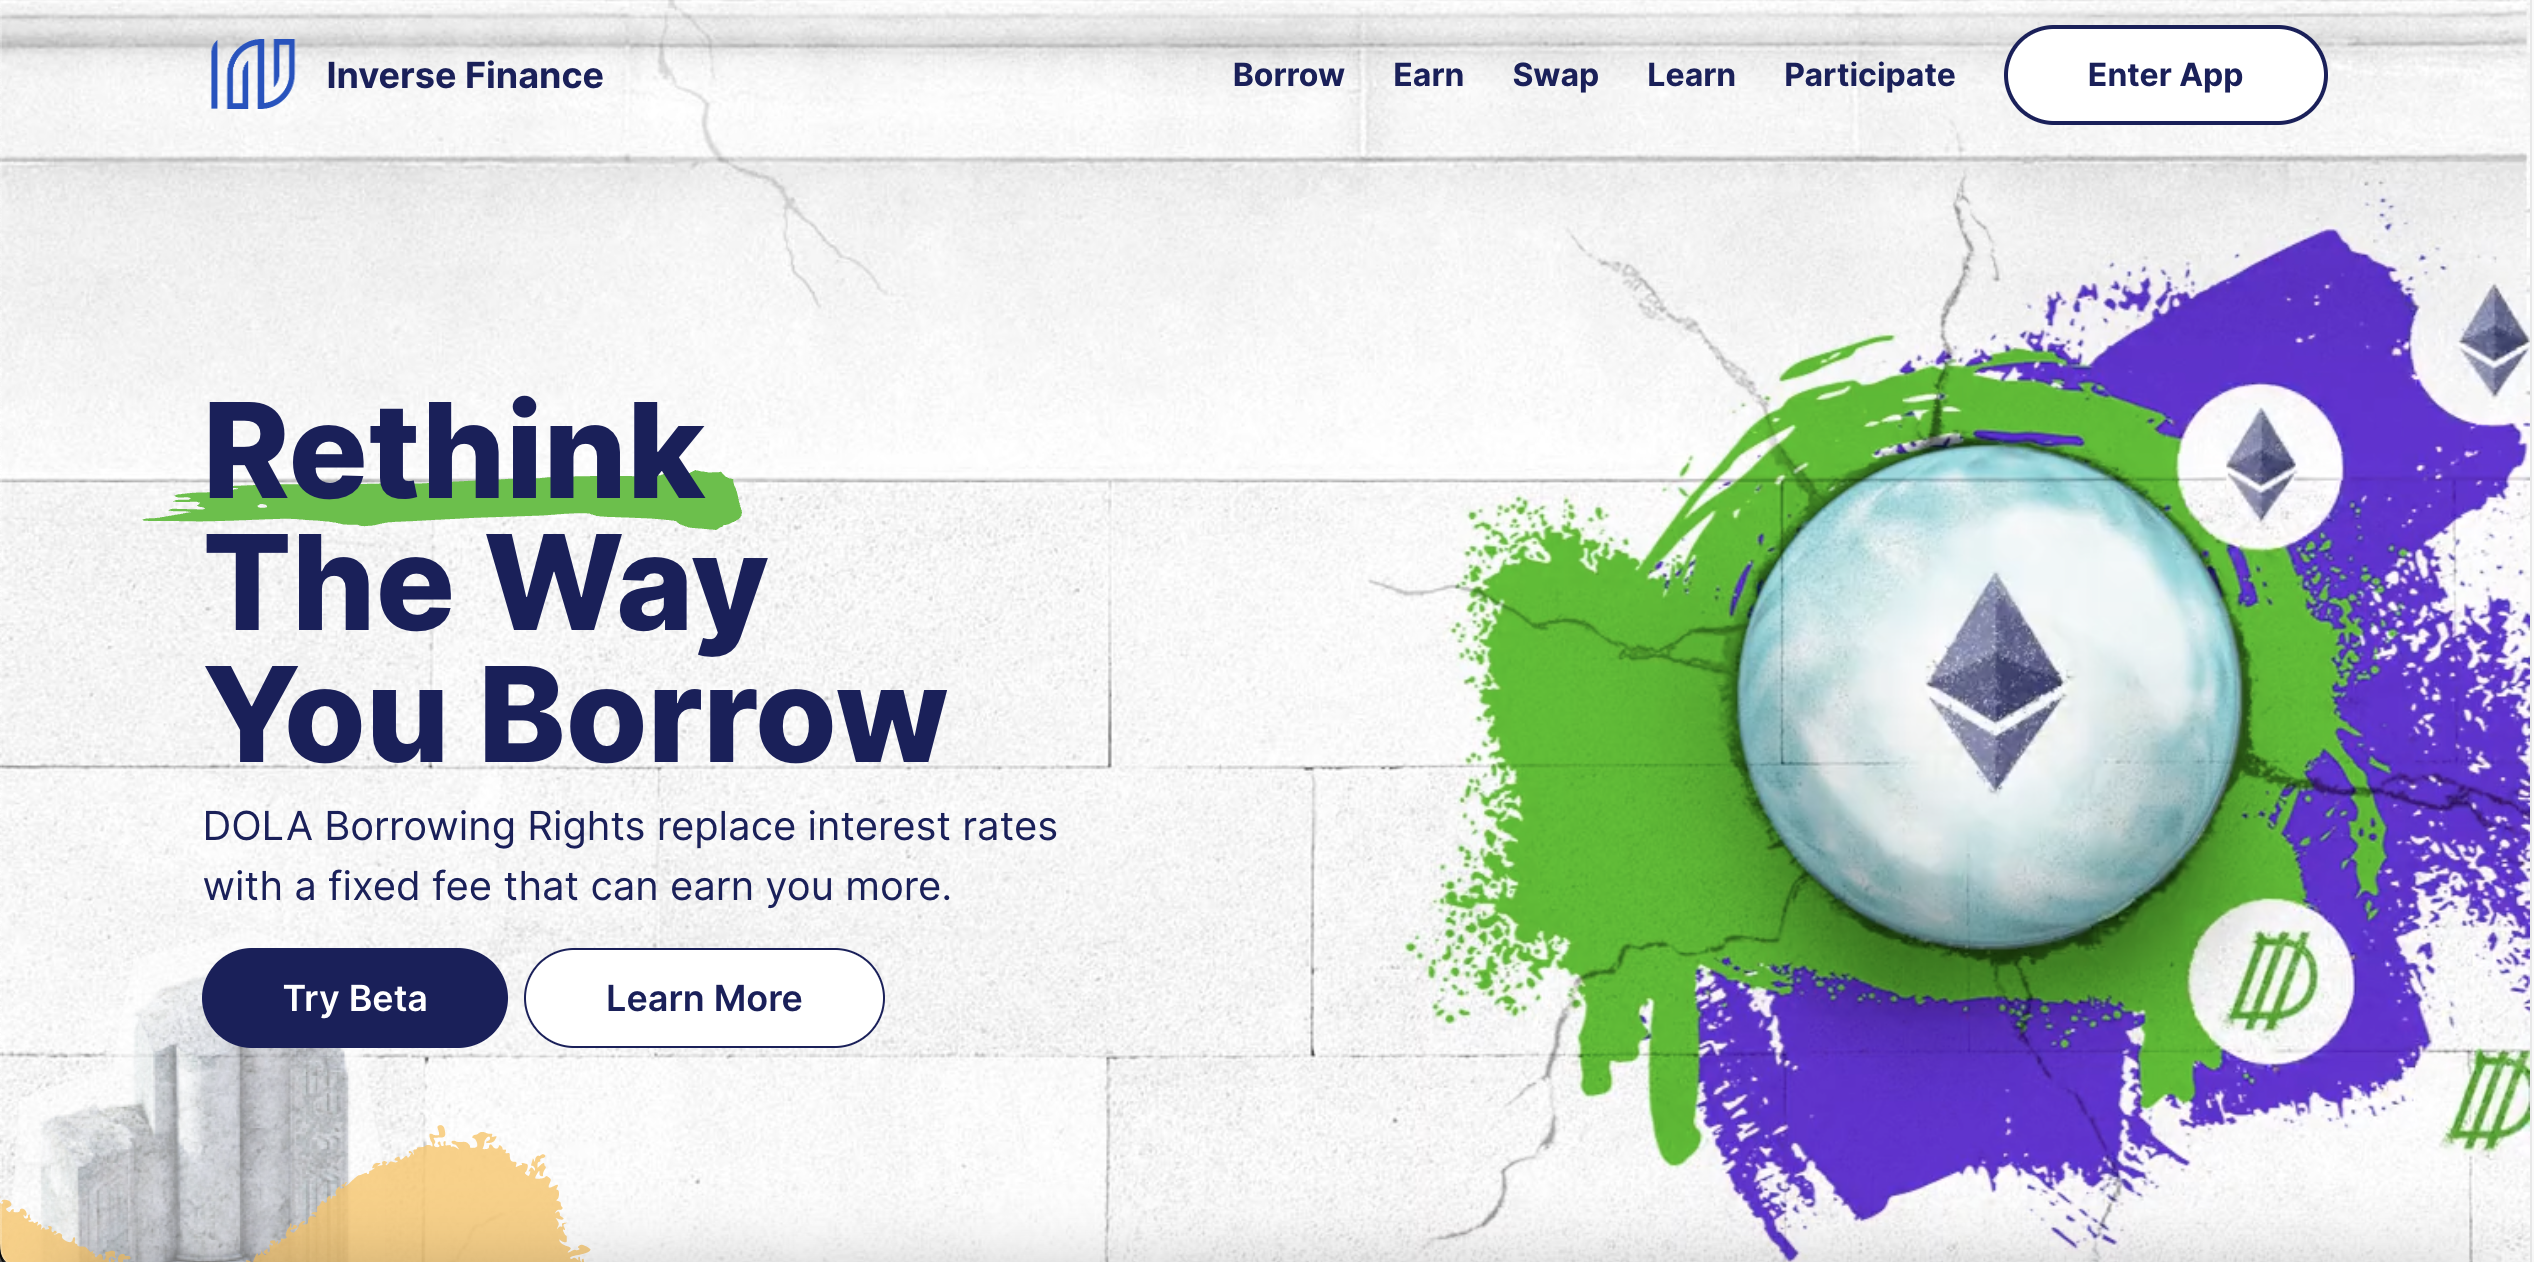 Inverse Finance
Borrow Earn Swap Learn Participate Enter App
Rethink
The Way
You Borrow
DOLA Borrowing Rights replace interest rates
with a fixed fee that can earn you more.
Try Beta Learn More